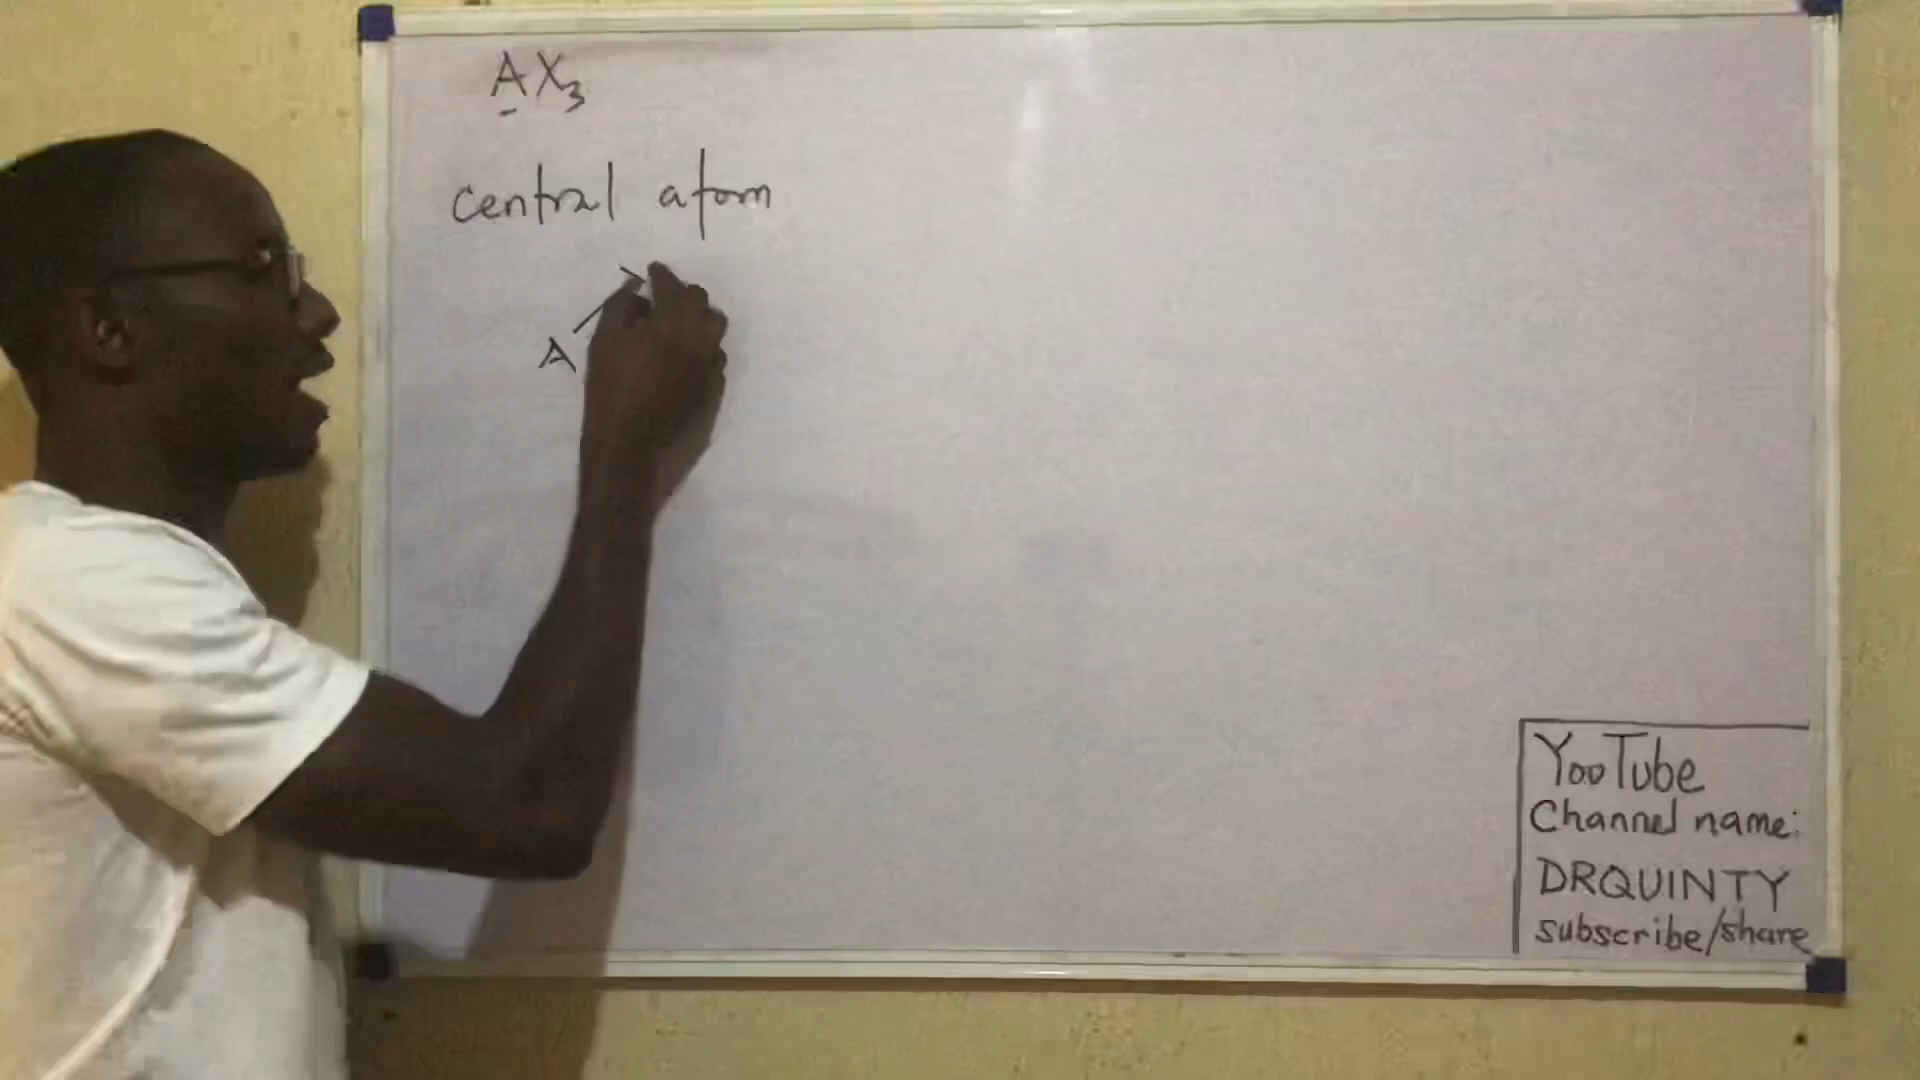 AX₃
central atom
A
YouTube
Channel name:
DRQUINTY
subscribe/share